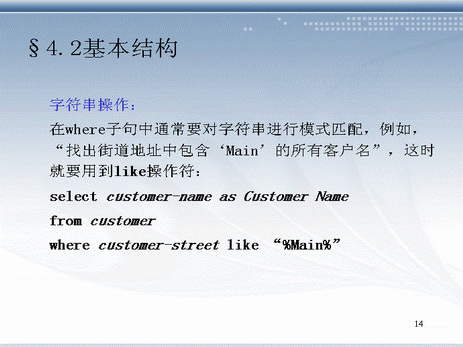 §4.2基本结构
字符串操作：
在where子句中通常要对字符串进行模式匹配，例如，
“找出街道地址中包含‘Main’的所有客户名”，这时
就要用到like操作符：
select customer-name as Customer Name
from customer
where customer-street like “%Main%”
14